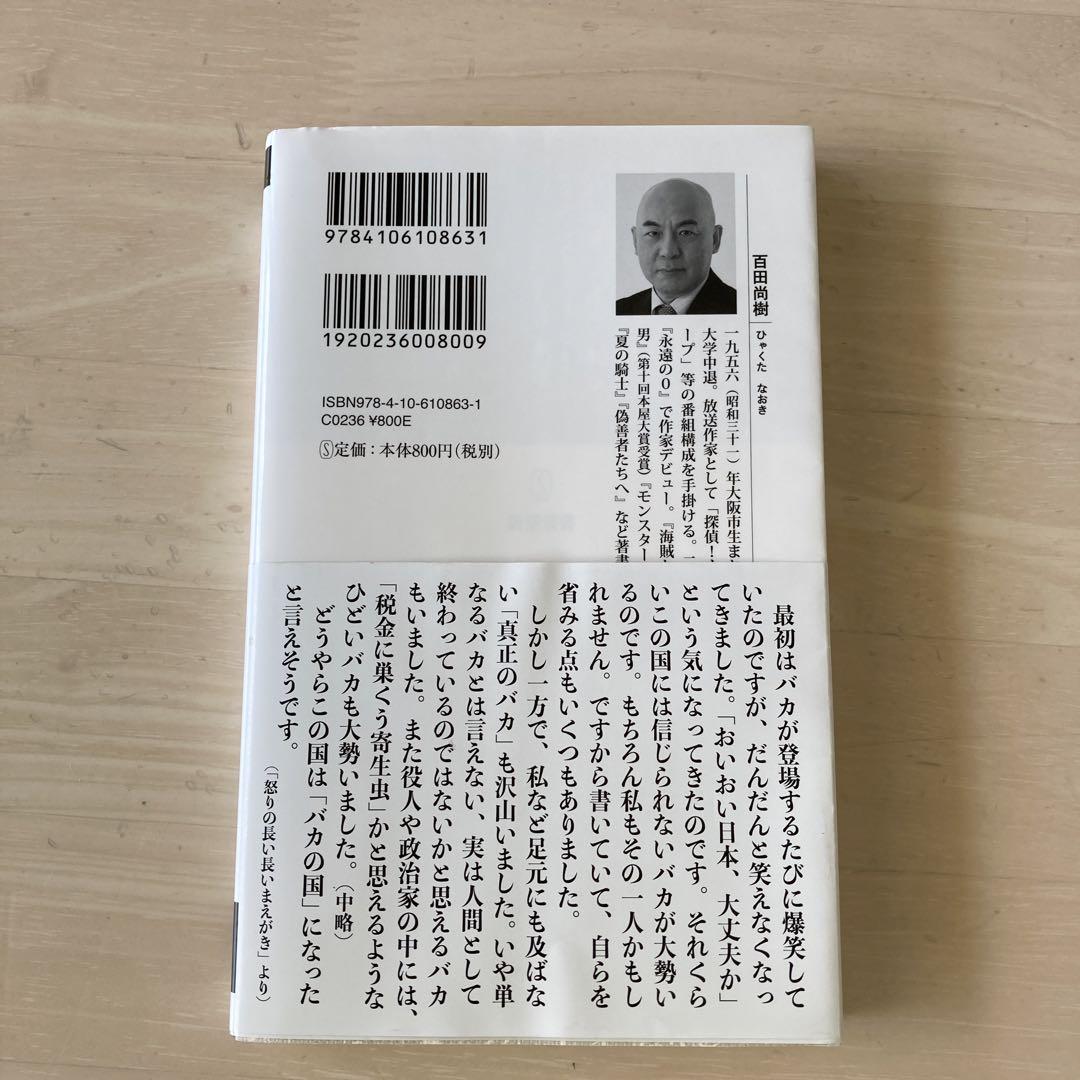 9784106108631
1920236008009
ISBN978-4-10-610863-1
C0236 ¥800E
Ⓢ定価：本体800円（税別）
百田尚樹 ひゃくた なおき
一九五六（昭和三十一）年大阪市生ま
大学中退。放送作家として「探偵！
ープ」等の番組構成を手掛ける。
『永遠の０』で作家デビュー。『海賊
男』（第十回本屋大賞受賞）『モンスター
『夏の騎士』『偽善者たちへ』など著書
最初はバカが登場するたびに爆笑して
いたのですが、だんだんと笑えなくなっ
てきました。「おいおい日本、大丈夫か」
という気になってきたのです。それくら
いこの国には信じられないバカが大勢い
るのです。もちろん私もその一人かもし
れません。ですから書いていて、自らを
省みる点もいくつもありました。
しかし一方で、私など足元にも及ばな
い「真正のバカ」も沢山いました。いや単
なるバカとは言えない、実は人間として
終わっているのではないかと思えるバカ
もいました。また役人や政治家の中には、
「税金に巣くう寄生虫」かと思えるような
ひどいバカも大勢いました。（中略）
どうやらこの国は「バカの国」になった
と言えそうです。
（「怒りの長い長いまえがき」より）